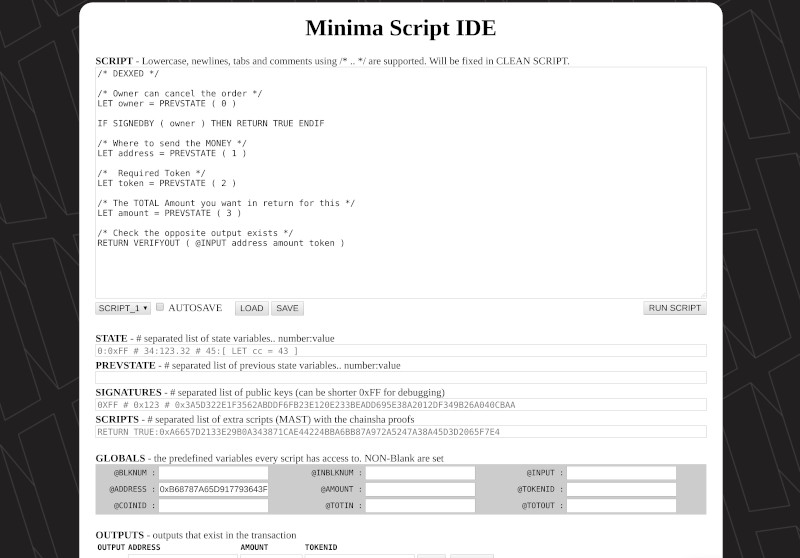 Minima Script IDE
SCRIPT - Lowercase, newlines, tabs and comments using /* .. */ are supported. Will be fixed in CLEAN SCRIPT.
/* DEXXED */
/* Owner can cancel the order */
LET owner = PREVSTATE ( 0 )
IF SIGNEDBY ( owner ) THEN RETURN TRUE ENDIF
/* Where to send the MONEY */
LET address = PREVSTATE ( 1 )
/*  Required Token */
LET token = PREVSTATE ( 2 )
/* The TOTAL Amount you want in return for this */
LET amount = PREVSTATE ( 3 )
/* Check the opposite output exists */
RETURN VERIFYOUT ( @INPUT address amount token )
SCRIPT_1 AUTOSAVE LOAD SAVE RUN SCRIPT
STATE - # separated list of state variables.. number:value
0:0xFF # 34:123.32 # 45:[ LET cc = 43 ]
PREVSTATE - # separated list of previous state variables.. number:value
SIGNATURES - # separated list of public keys (can be shorter 0xFF for debugging)
0XFF # 0x123 # 0x3A5D322E1F3562ABDDF6FB23E120E233BEADD695E38A2012DF349B26A040CBAA
SCRIPTS - # separated list of extra scripts (MAST) with the chainsha proofs
RETURN TRUE:0xA6657D2133E29B0A343871CAE44224BBA6BB87A972A5247A38A45D3D2065F7E4
GLOBALS - the predefined variables every script has access to. NON-Blank are set
@BLKNUM : @INBLKNUM : @INPUT :
@ADDRESS : 0xB68787A65D917793643F @AMOUNT : @TOKENID :
@COINID : @TOTIN : @TOTOUT :
OUTPUTS - outputs that exist in the transaction
OUTPUT ADDRESS AMOUNT TOKENID